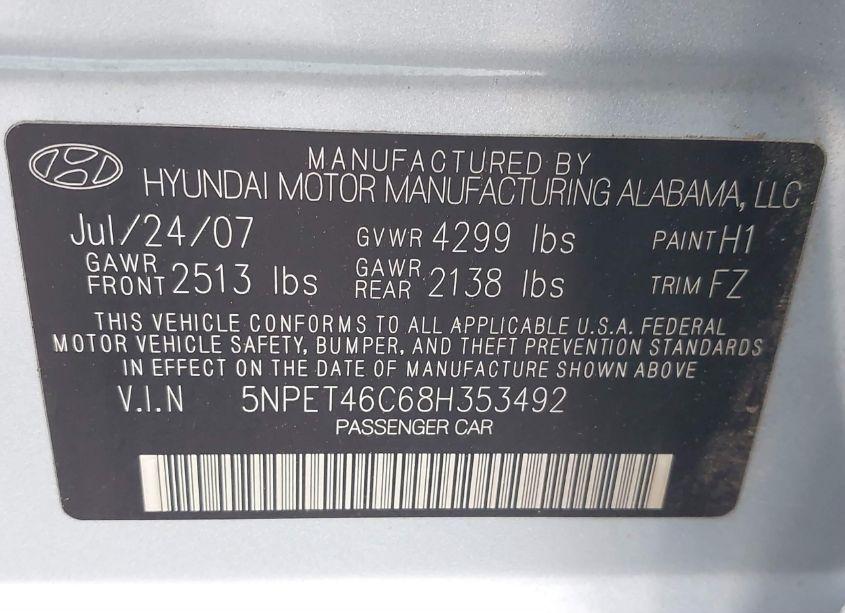 MANUFACTURED BY
HYUNDAI MOTOR MANUFACTURING ALABAMA, LLC
Jul/24/07 GVWR 4299 lbs PAINT H1
GAWR FRONT 2513 lbs GAWR REAR 2138 lbs TRIM FZ
THIS VEHICLE CONFORMS TO ALL APPLICABLE U.S.A. FEDERAL
MOTOR VEHICLE SAFETY, BUMPER, AND THEFT PREVENTION STANDARDS
IN EFFECT ON THE DATE OF MANUFACTURE SHOWN ABOVE
V.I.N 5NPET46C68H353492
PASSENGER CAR